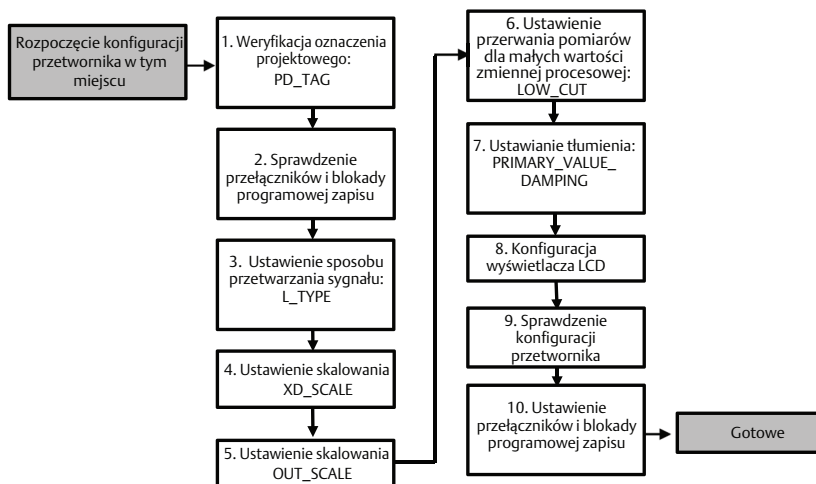 Rozpoczęcie konfiguracji
przetwornika w tym
miejscu
1. Weryfikacja oznaczenia
projektowego:
PD_TAG
2. Sprawdzenie
przełączników i blokady
programowej zapisu
3. Ustawienie sposobu
przetwarzania sygnału:
L_TYPE
4. Ustawienie skalowania
XD_SCALE
5. Ustawienie skalowania
OUT_SCALE
6. Ustawienie
przerwania pomiarów
dla małych wartości
zmiennej procesowej:
LOW_CUT
7. Ustawianie tłumienia:
PRIMARY_VALUE_
DAMPING
8. Konfiguracja
wyświetlacza LCD
9. Sprawdzenie
konfiguracji
przetwornika
10. Ustawienie
przełączników i blokady
programowej zapisu
Gotowe